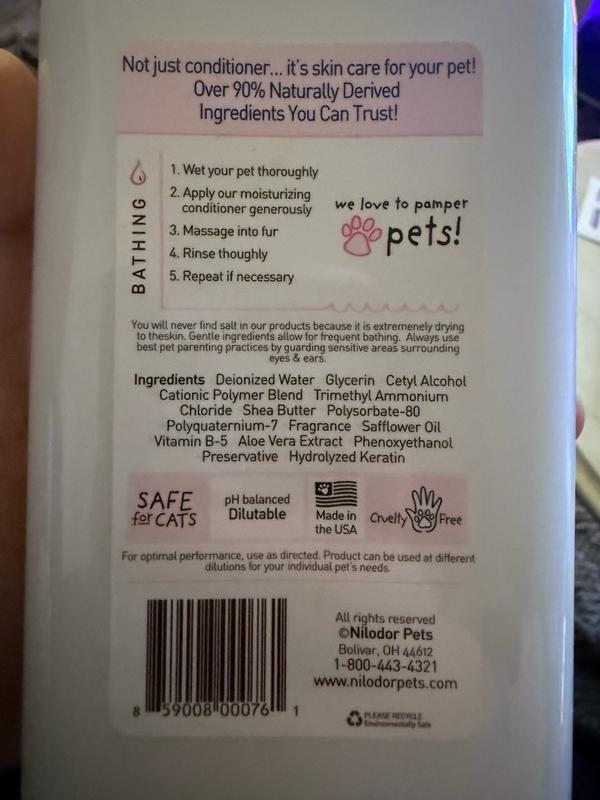 Not just conditioner... it's skin care for your pet!
Over 90% Naturally Derived
Ingredients You Can Trust!
BATHING
1. Wet your pet thoroughly
2. Apply our moisturizing
conditioner generously
3. Massage into fur
4. Rinse thoughly
5. Repeat if necessary
we love to pamper
pets!
You will never find salt in our products because it is extremenely drying
to theskin. Gentle ingredients allow for frequent bathing. Always use
best pet parenting practices by guarding sensitive areas surrounding
eyes & ears.
Ingredients Deionized Water Glycerin Cetyl Alcohol
Cationic Polymer Blend Trimethyl Ammonium
Chloride Shea Butter Polysorbate-80
Polyquaternium-7 Fragrance Safflower Oil
Vitamin B-5 Aloe Vera Extract Phenoxyethanol
Preservative Hydrolyzed Keratin
SAFE
for CATS
pH balanced
Dilutable
Made in
the USA
Cruelty Free
For optimal performance, use as directed. Product can be used at different
dilutions for your individual pet's needs.
8 59008 00076 1
All rights reserved
©Nilodor Pets
Bolivar, OH 44612
1-800-443-4321
www.nilodorpets.com
PLEASE RECYCLE
Environmentally Safe